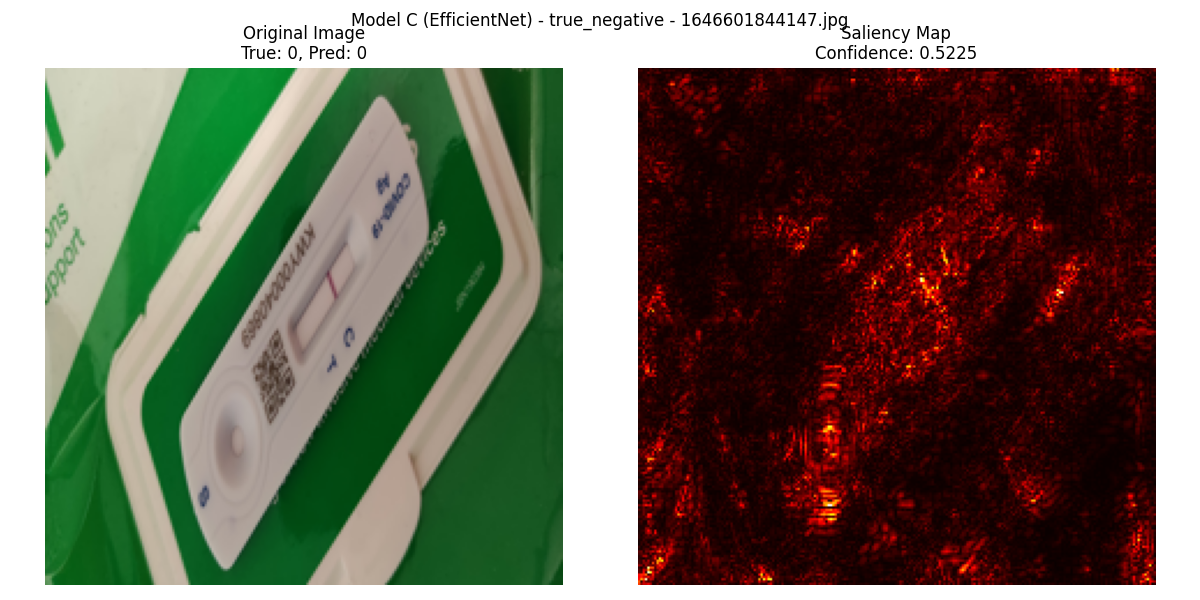 Model C (EfficientNet) - true_negative - 1646601844147.jpg
Original Image
True: 0, Pred: 0
Saliency Map
Confidence: 0.5225
ons
upport
COVID-19
Ag
KWY00040869
C
T
S